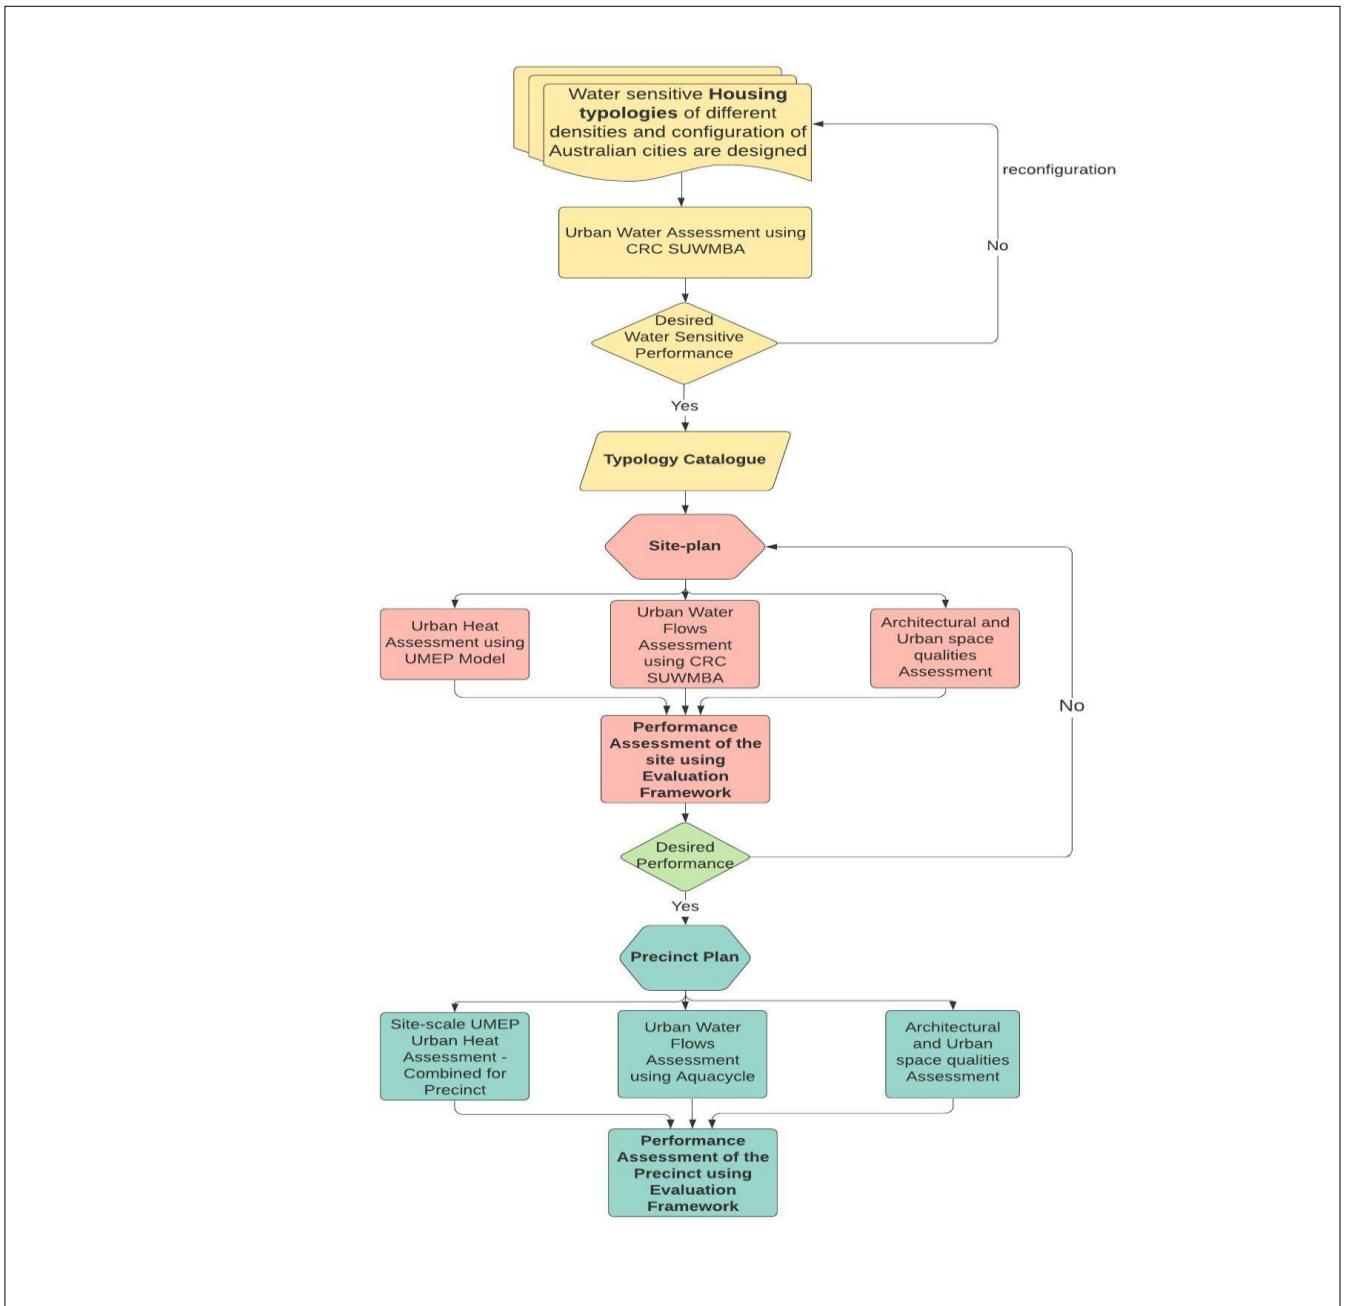 Water sensitive Housing
typologies of different
densities and configuration of
Australian cities are designed
reconfiguration
Urban Water Assessment using
CRC SUWMBA
No
Desired
Water Sensitive
Performance
Yes
Typology Catalogue
Site-plan
Urban Heat
Assessment using
UMEP Model
Urban Water
Flows
Assessment
using CRC
SUWMBA
Architectural and
Urban space
qualities
Assessment
No
Performance
Assessment of the
site using
Evaluation
Framework
Desired
Performance
Yes
Precinct Plan
Site-scale UMEP
Urban Heat
Assessment -
Combined for
Precinct
Urban Water
Flows
Assessment
using Aquacycle
Architectural
and Urban
space qualities
Assessment
Performance
Assessment of the
Precinct using
Evaluation
Framework